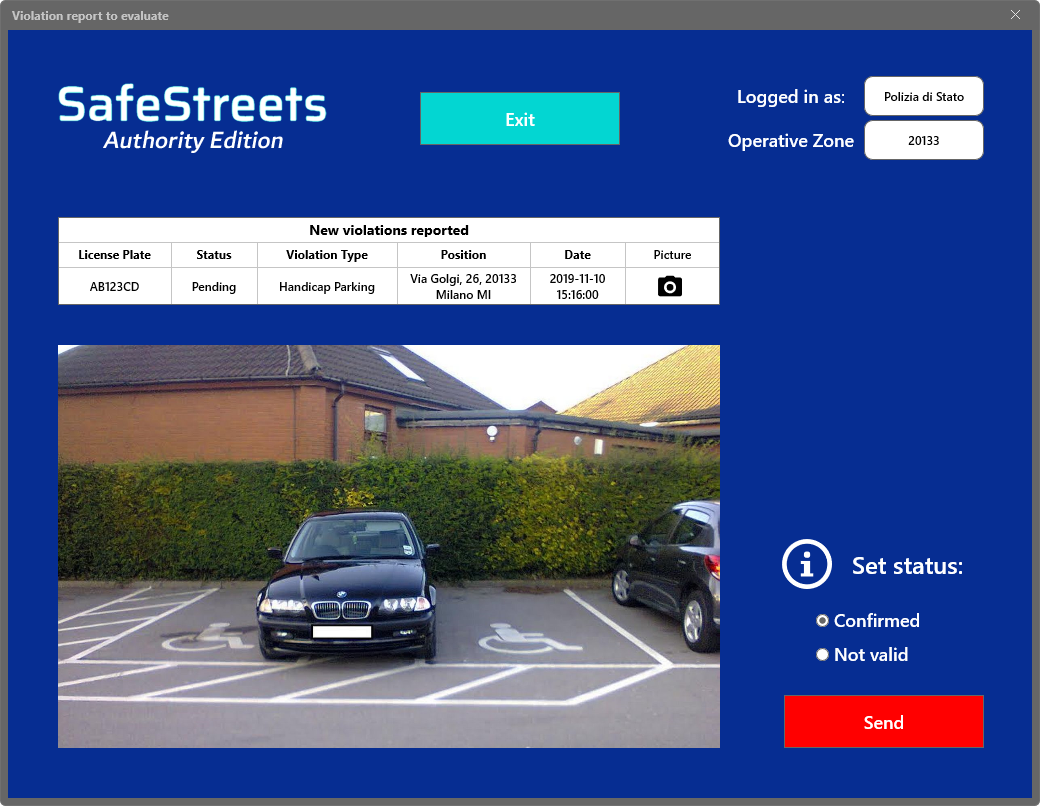 Violation report to evaluate
SafeStreets
Authority Edition
Exit
Logged in as:
Polizia di Stato
Operative Zone
20133
New violations reported
License Plate Status Violation Type Position Date Picture
AB123CD Pending Handicap Parking Via Golgi, 26, 20133 Milano MI 2019-11-10 15:16:00
Set status:
Confirmed
Not valid
Send